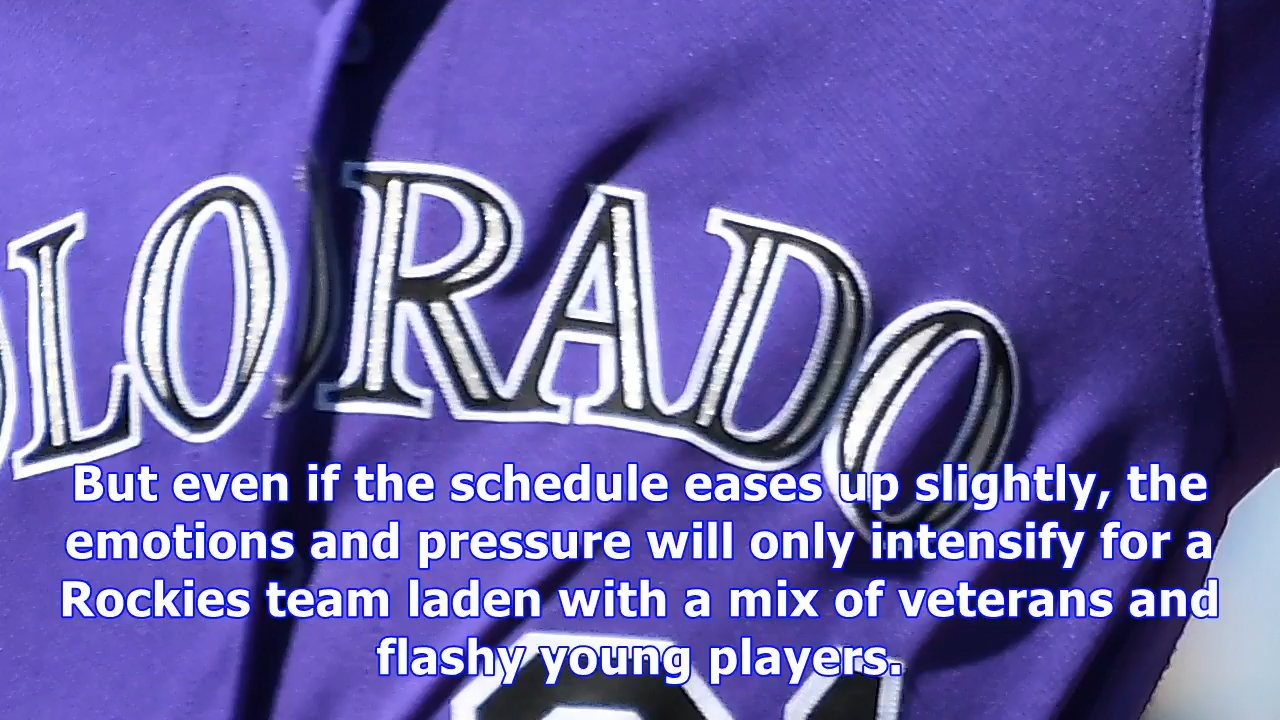 OLORADO
But even if the schedule eases up slightly, the
emotions and pressure will only intensify for a
Rockies team laden with a mix of veterans and
flashy young players.